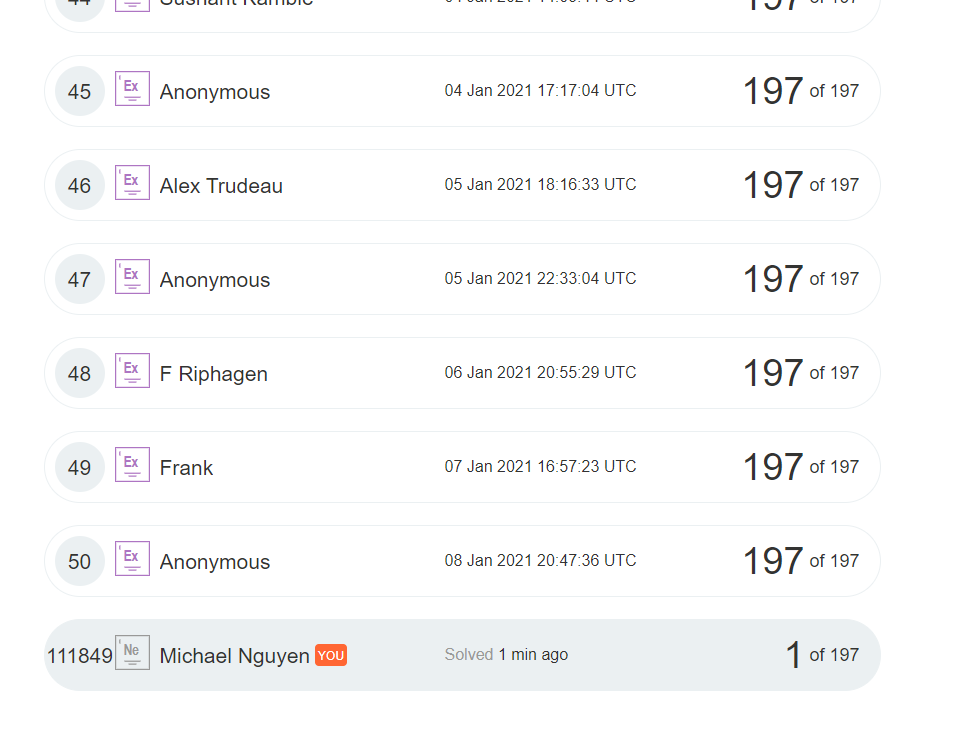 44 Sushant Kamble 04 Jan 2021 197 of 197
45 Ex Anonymous 04 Jan 2021 17:17:04 UTC 197 of 197
46 Ex Alex Trudeau 05 Jan 2021 18:16:33 UTC 197 of 197
47 Ex Anonymous 05 Jan 2021 22:33:04 UTC 197 of 197
48 Ex F Riphagen 06 Jan 2021 20:55:29 UTC 197 of 197
49 Ex Frank 07 Jan 2021 16:57:23 UTC 197 of 197
50 Ex Anonymous 08 Jan 2021 20:47:36 UTC 197 of 197
111849 Ne Michael Nguyen YOU Solved 1 min ago 1 of 197